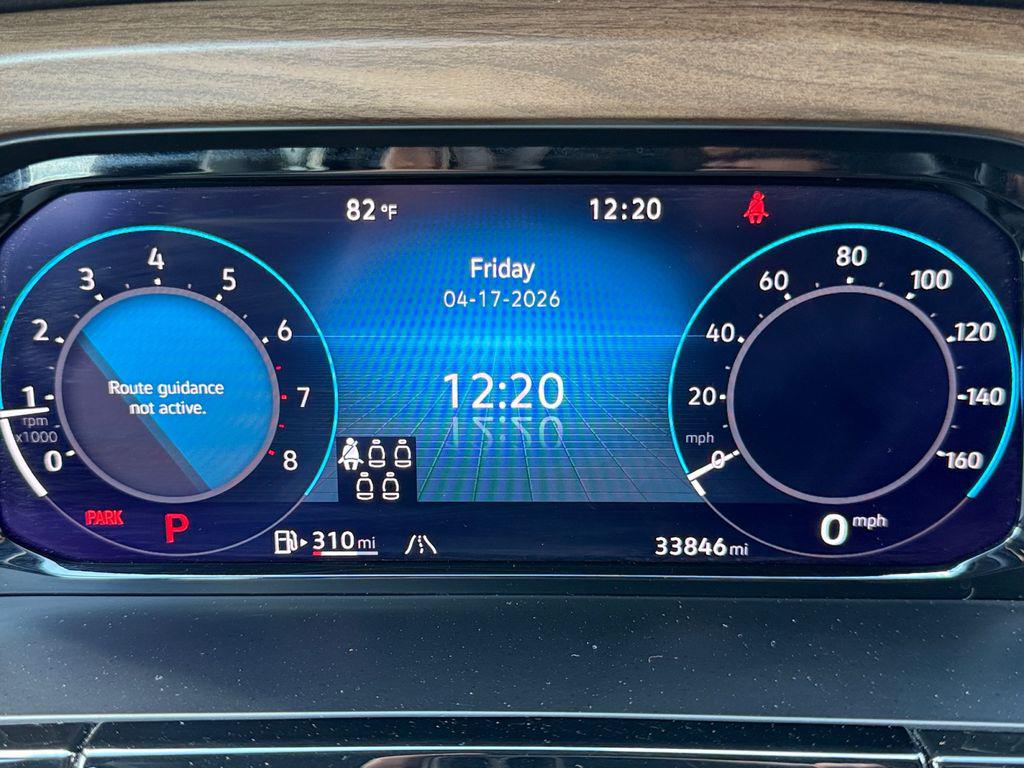 82 °F
12:20
Friday
04-17-2026
12:20
0
1
2
3
4
5
6
7
8
rpm
x1000
Route guidance
not active.
0
20
40
60
80
100
120
140
160
mph
PARK
P
310 mi
33846 mi
0 mph